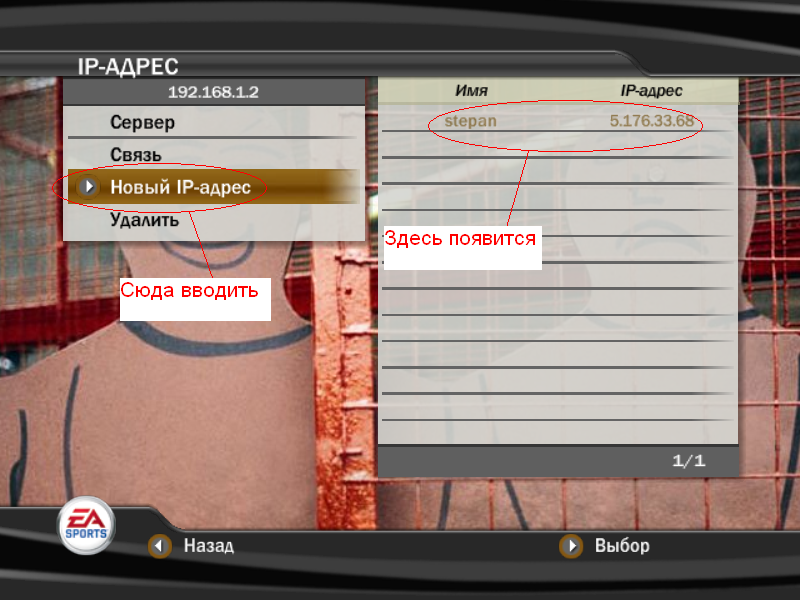 IP-АДРЕС
192.168.1.2
Сервер
Связь
Новый IP-адрес
Удалить
Сюда вводить
Имя IP-адрес
stepan 5.176.33.68
Здесь появится
1/1
EA
SPORTS
Назад
Выбор